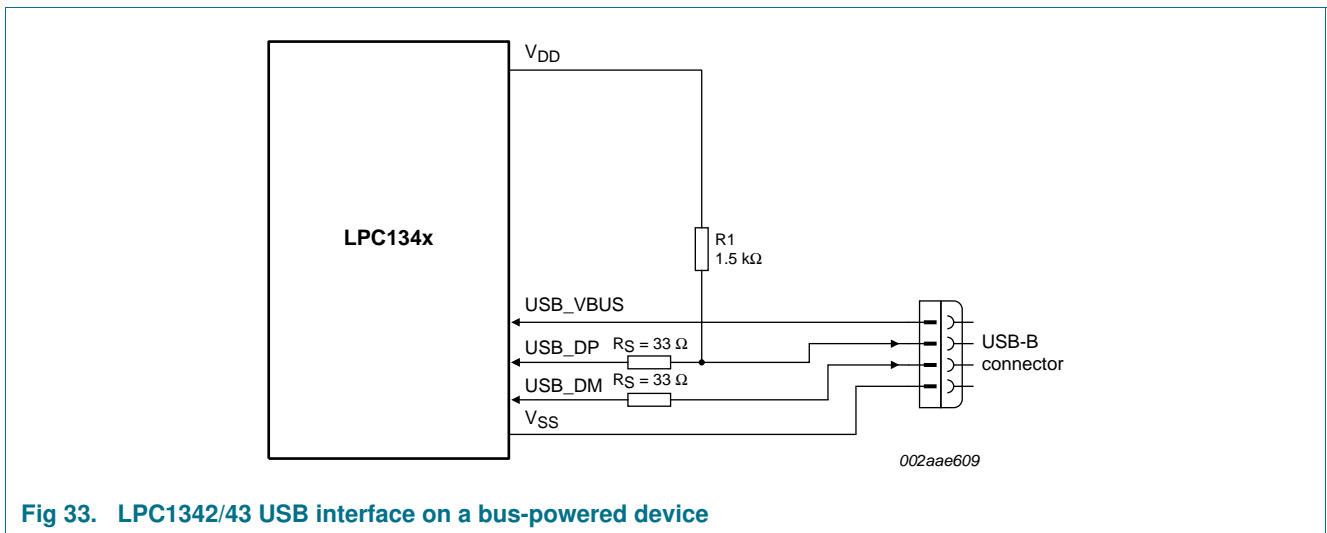 VDD
LPC134x
R1
1.5 kΩ
USB_VBUS
USB_DP RS = 33 Ω
USB-B
connector
USB_DM RS = 33 Ω
VSS
002aae609
Fig 33. LPC1342/43 USB interface on a bus-powered device